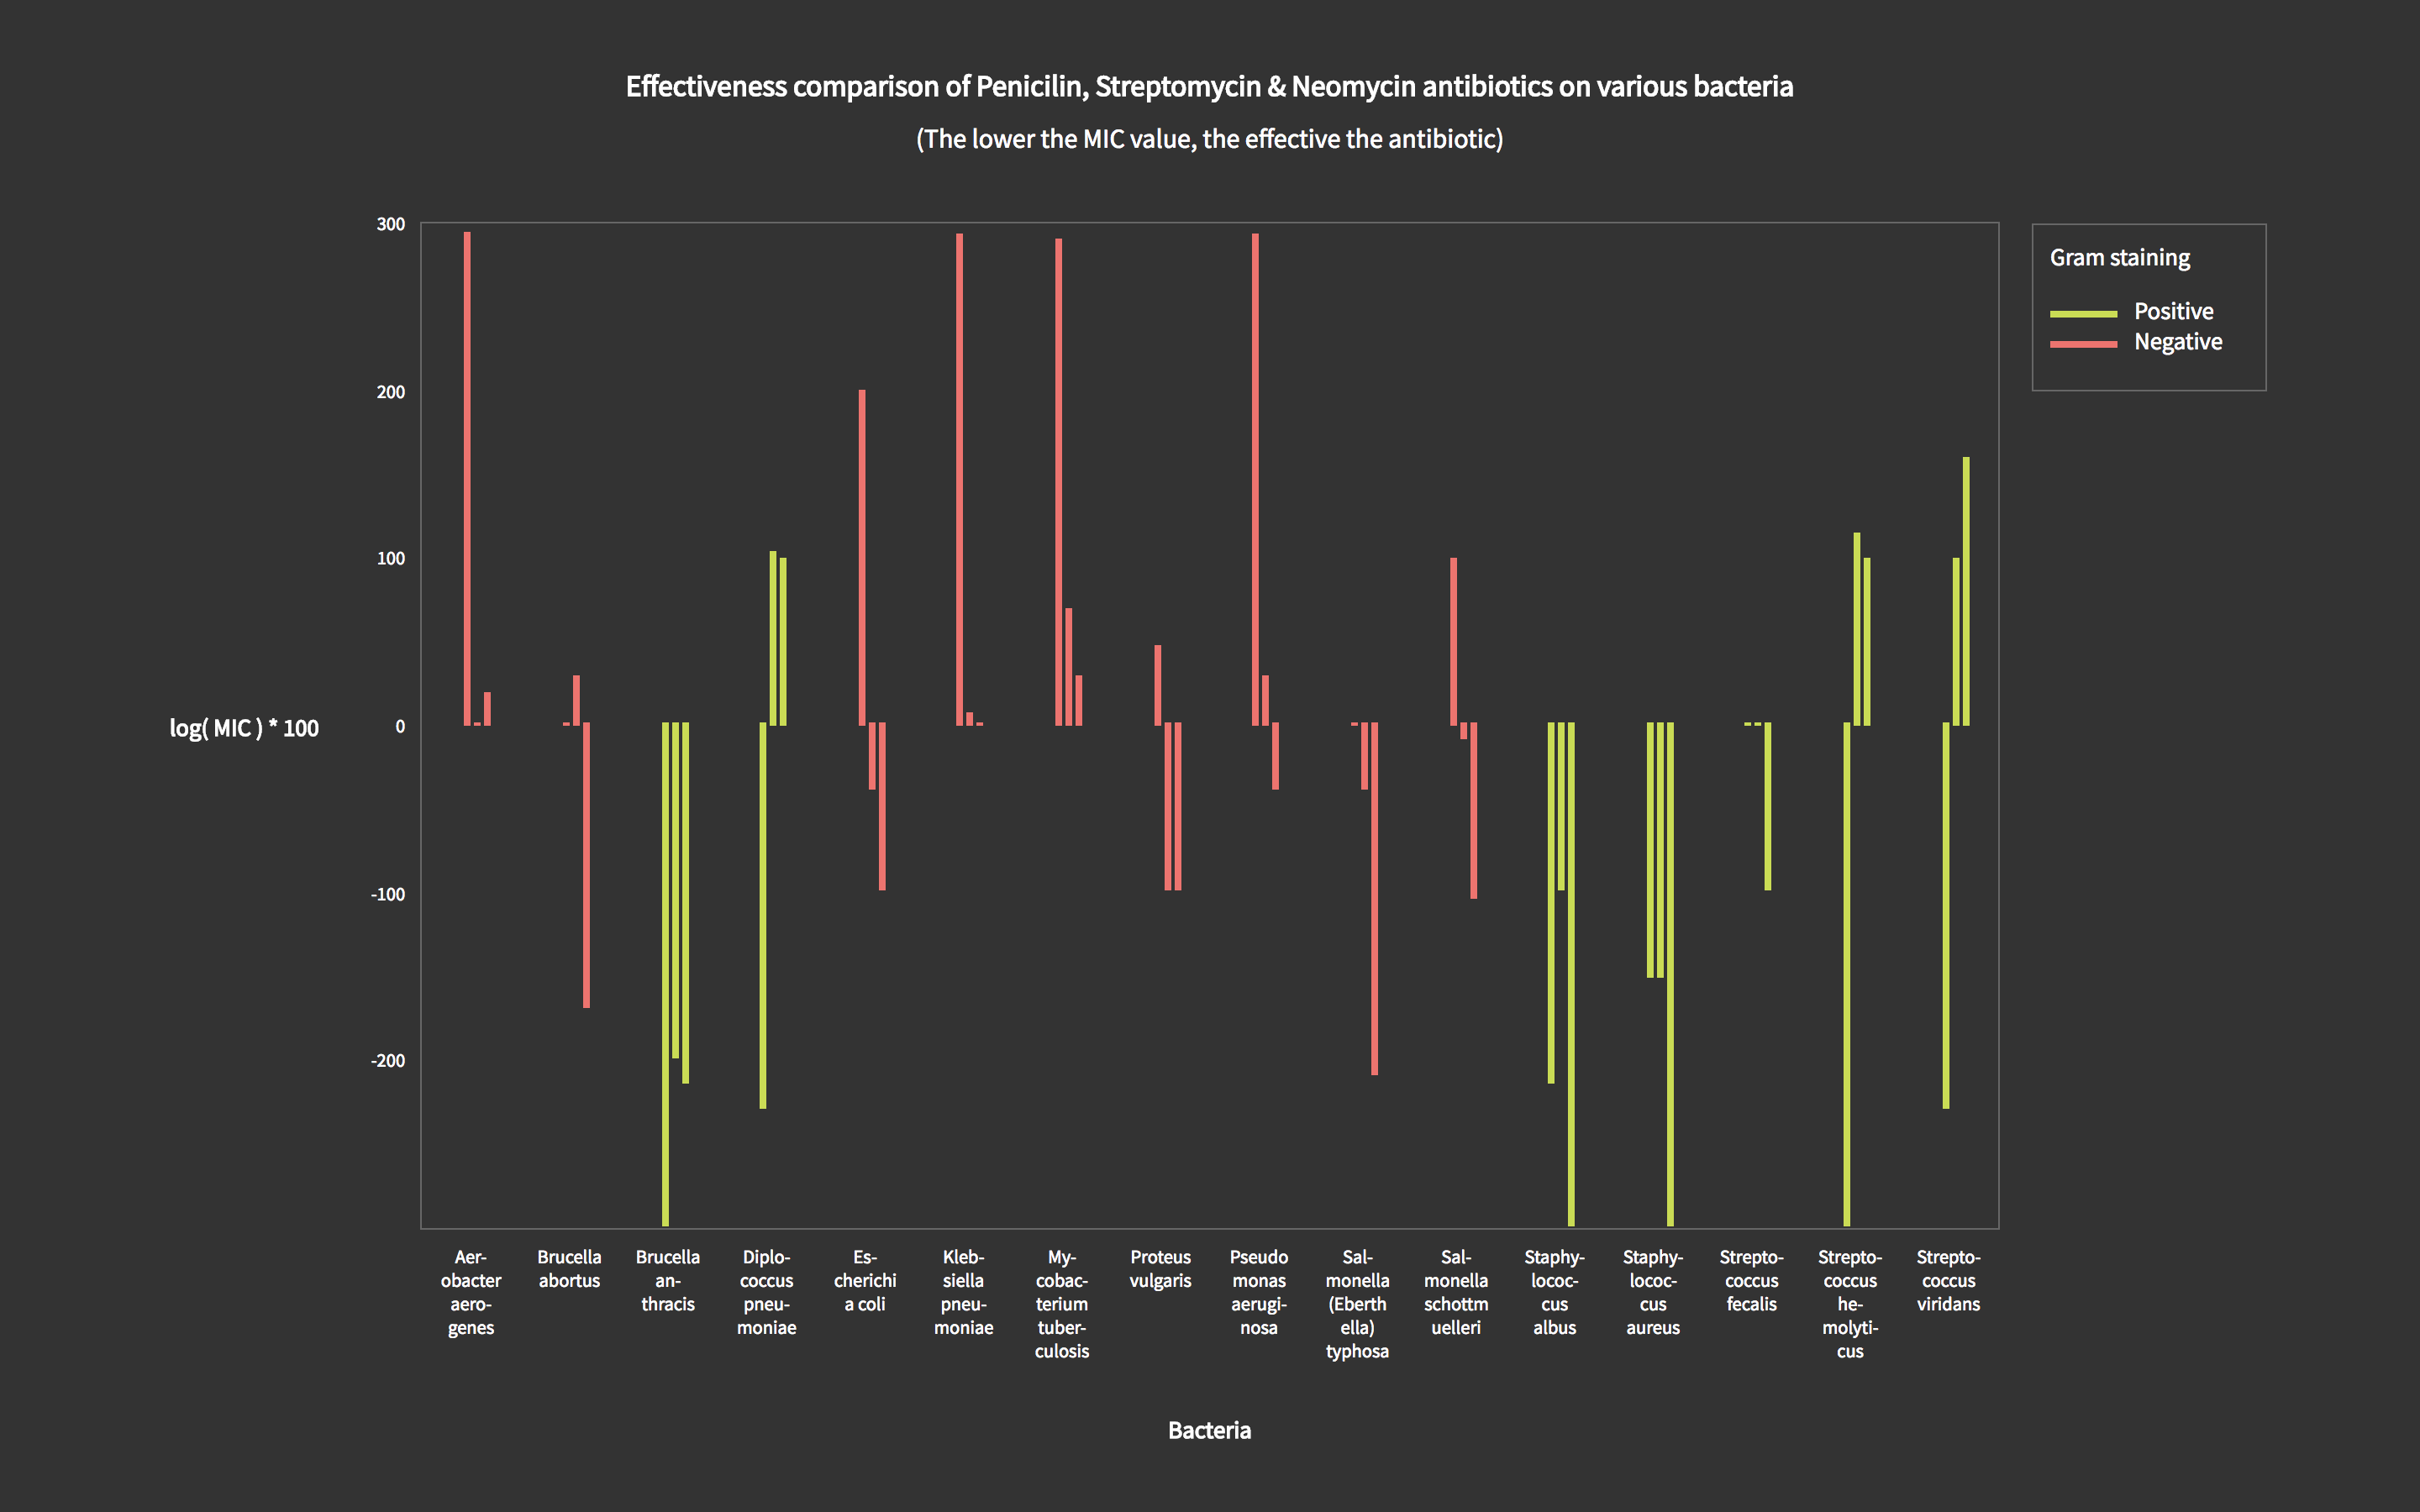 Effectiveness comparison of Penicilin, Streptomycin & Neomycin antibiotics on various bacteria
(The lower the MIC value, the effective the antibiotic)
300
200
100
0
-100
-200
log( MIC ) * 100
Gram staining
Positive
Negative
Aer-
obacter
aero-
genes
Brucella
abortus
Brucella
an-
thracis
Diplo-
coccus
pneu-
moniae
Es-
cherichi
a coli
Kleb-
siella
pneu-
moniae
My-
cobac-
terium
tuber-
culosis
Proteus
vulgaris
Pseudo
monas
aerugi-
nosa
Sal-
monella
(Eberth
ella)
typhosa
Sal-
monella
schottm
uelleri
Staphy-
lococ-
cus
albus
Staphy-
lococ-
cus
aureus
Strepto-
coccus
fecalis
Strepto-
coccus
he-
molyti-
cus
Strepto-
coccus
viridans
Bacteria